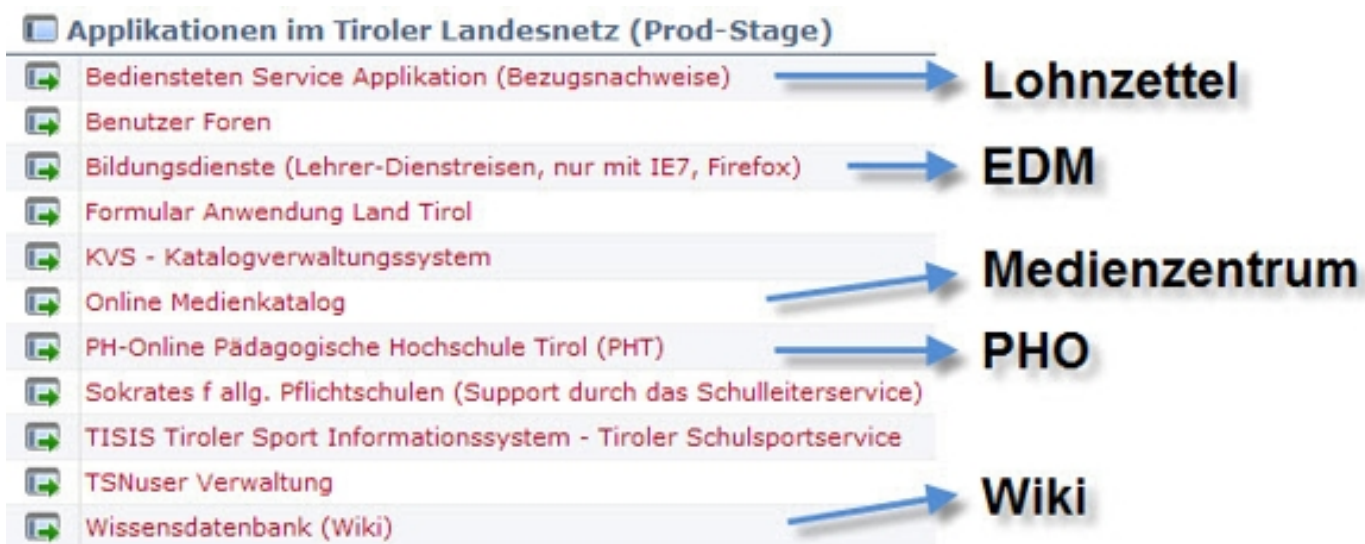 Applikationen im Tiroler Landesnetz (Prod-Stage)
Bediensteten Service Applikation (Bezugsnachweise)
Lohnzettel
Benutzer Foren
Bildungsdienste (Lehrer-Dienstreisen, nur mit IE7, Firefox)
EDM
Formular Anwendung Land Tirol
KVS - Katalogverwaltungssystem
Online Medienkatalog
Medienzentrum
PH-Online Pädagogische Hochschule Tirol (PHT)
PHO
Sokrates f allg. Pflichtschulen (Support durch das Schulleiterservice)
TISIS Tiroler Sport Informationssystem - Tiroler Schulsportservice
TSNuser Verwaltung
Wissensdatenbank (Wiki)
Wiki